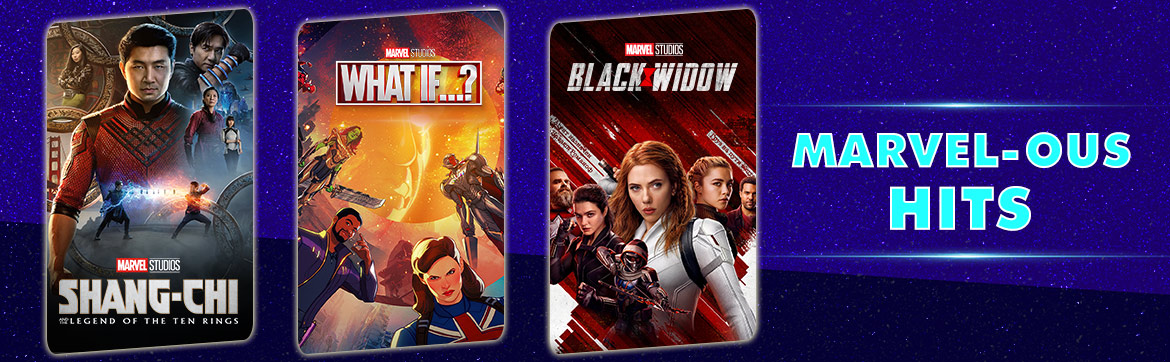 MARVEL STUDIOS
SHANG-CHI
AND THE LEGEND OF THE TEN RINGS
MARVEL STUDIOS
WHAT IF...?
MARVEL STUDIOS
BLACK WIDOW
MARVEL-OUS
HITS